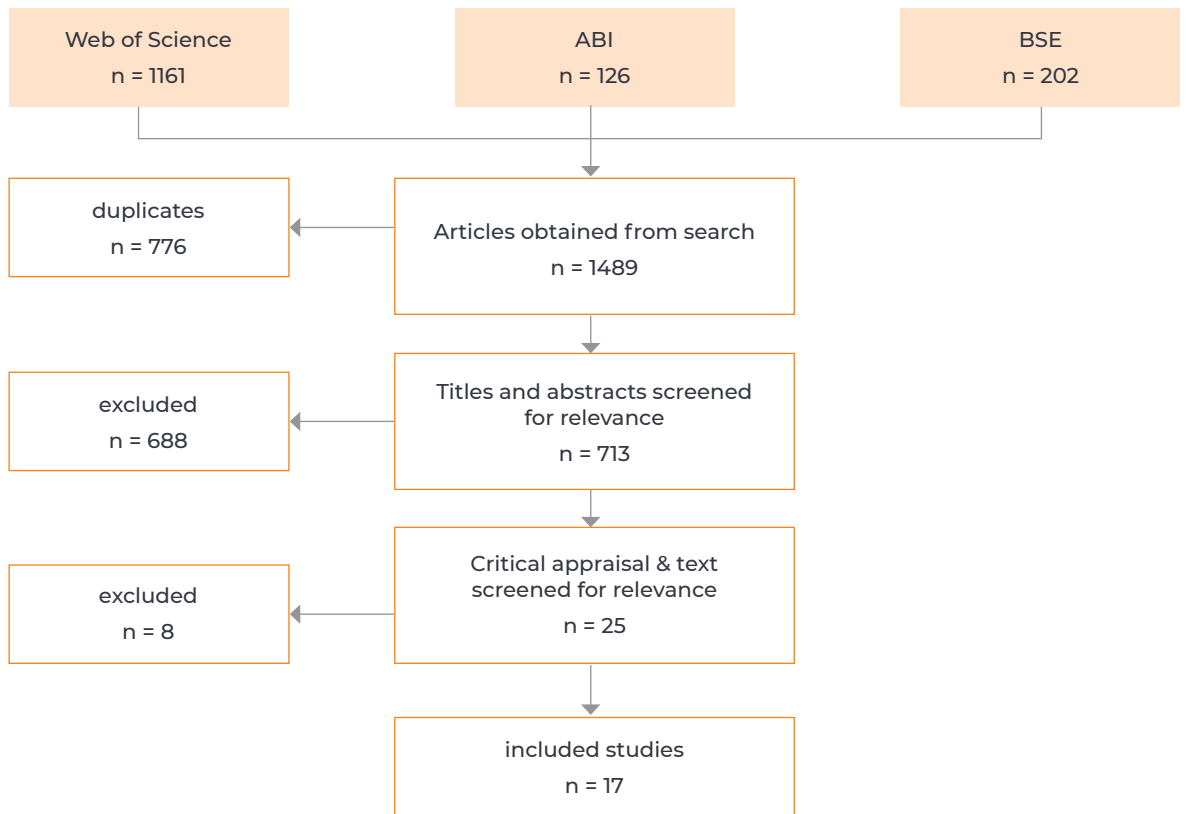 Web of Science
n = 1161
ABI
n = 126
BSE
n = 202
duplicates
n = 776
Articles obtained from search
n = 1489
excluded
n = 688
Titles and abstracts screened
for relevance
n = 713
excluded
n = 8
Critical appraisal & text
screened for relevance
n = 25
included studies
n = 17